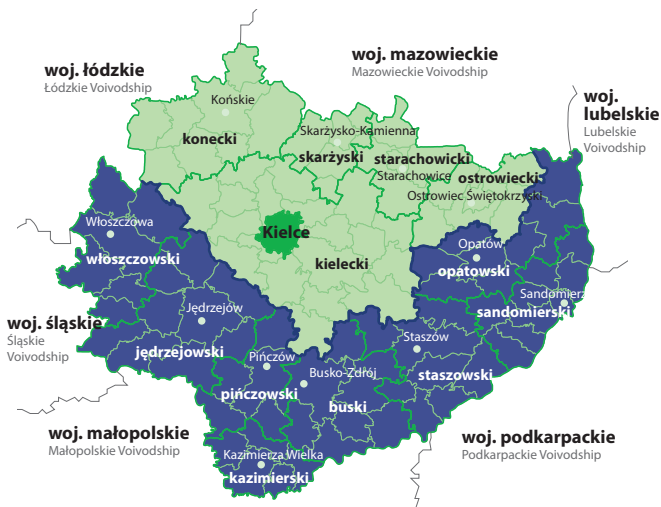 woj. łódzkie
Łódzkie Voivodship
woj. mazowieckie
Mazowieckie Voivodship
woj.
lubelskie
Lubelskie
Voivodship
Końskie
konecki
Skarżysko-Kamienna
skarżyski
starachowicki
Starachowice
ostrowiecki
Ostrowiec Świętokrzyski
Włoszczowa
włoszczowski
Kielce
kielecki
Opatów
opatowski
Sandomierz
sandomierski
woj. śląskie
Śląskie
Voivodship
Jędrzejów
jędrzejowski
Staszów
staszowski
Pińczów
pińczowski
Busko-Zdrój
buski
woj. małopolskie
Małopolskie Voivodship
Kazimierza Wielka
kazimierski
woj. podkarpackie
Podkarpackie Voivodship